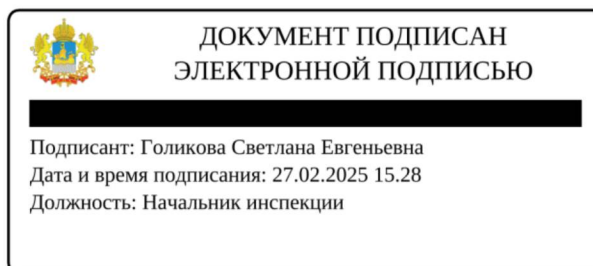 ДОКУМЕНТ ПОДПИСАН
ЭЛЕКТРОННОЙ ПОДПИСЬЮ
Подписант: Голикова Светлана Евгеньевна
Дата и время подписания: 27.02.2025 15.28
Должность: Начальник инспекции